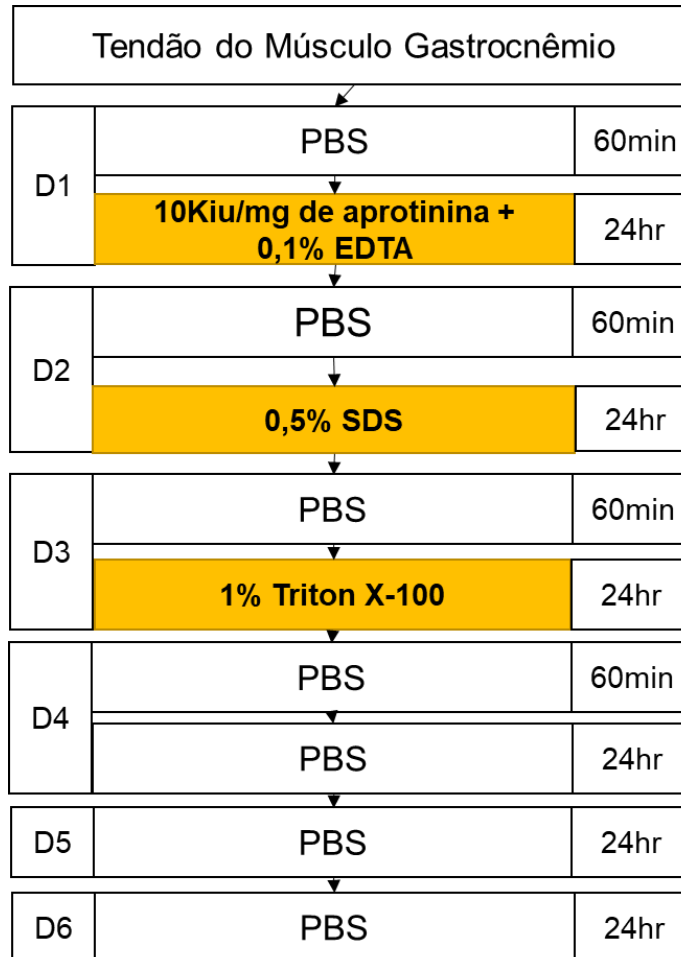 Tendão do Músculo Gastrocnêmio
D1
PBS
60min
10Kiu/mg de aprotinina +
0,1% EDTA
24hr
D2
PBS
60min
0,5% SDS
24hr
D3
PBS
60min
1% Triton X-100
24hr
D4
PBS
60min
PBS
24hr
D5
PBS
24hr
D6
PBS
24hr